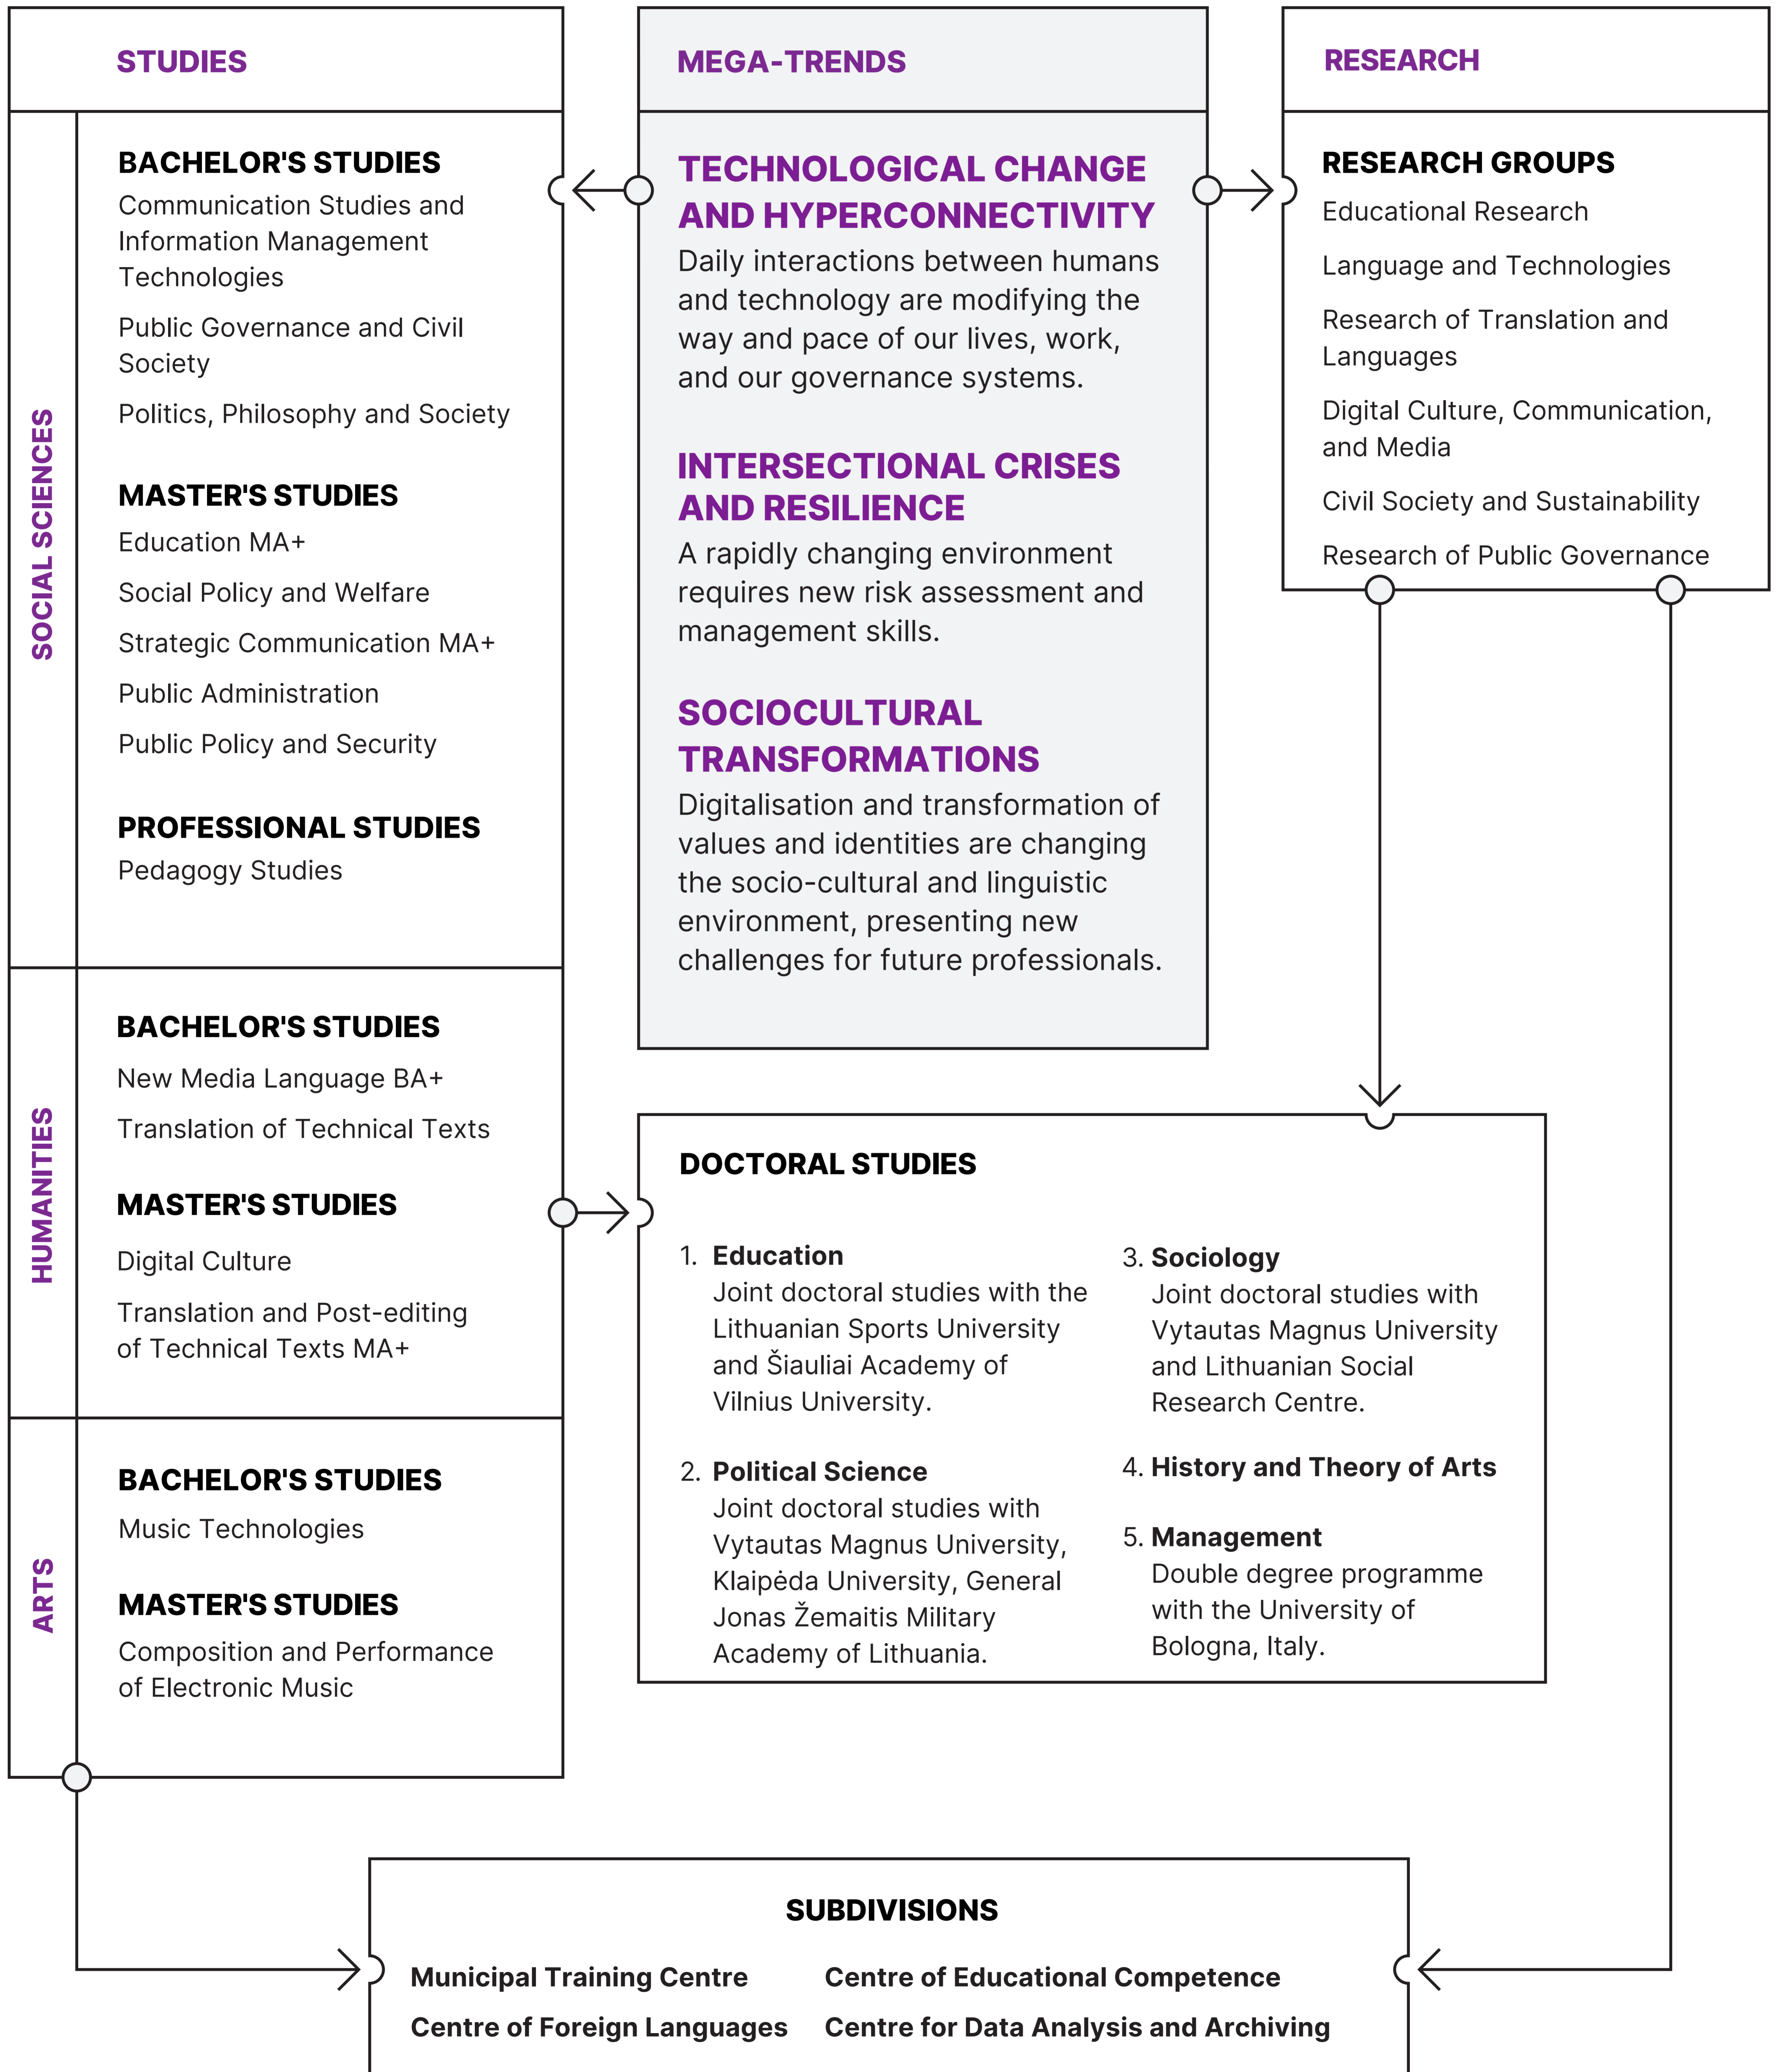 STUDIES
SOCIAL SCIENCES
BACHELOR'S STUDIES
Communication Studies and
Information Management
Technologies
Public Governance and Civil
Society
Politics, Philosophy and Society
MASTER'S STUDIES
Education MA+
Social Policy and Welfare
Strategic Communication MA+
Public Administration
Public Policy and Security
PROFESSIONAL STUDIES
Pedagogy Studies
HUMANITIES
BACHELOR'S STUDIES
New Media Language BA+
Translation of Technical Texts
MASTER'S STUDIES
Digital Culture
Translation and Post-editing
of Technical Texts MA+
ARTS
BACHELOR'S STUDIES
Music Technologies
MASTER'S STUDIES
Composition and Performance
of Electronic Music
MEGA-TRENDS
TECHNOLOGICAL CHANGE
AND HYPERCONNECTIVITY
Daily interactions between humans
and technology are modifying the
way and pace of our lives, work,
and our governance systems.
INTERSECTIONAL CRISES
AND RESILIENCE
A rapidly changing environment
requires new risk assessment and
management skills.
SOCIOCULTURAL
TRANSFORMATIONS
Digitalisation and transformation of
values and identities are changing
the socio-cultural and linguistic
environment, presenting new
challenges for future professionals.
RESEARCH
RESEARCH GROUPS
Educational Research
Language and Technologies
Research of Translation and
Languages
Digital Culture, Communication,
and Media
Civil Society and Sustainability
Research of Public Governance
DOCTORAL STUDIES
1. Education
Joint doctoral studies with the
Lithuanian Sports University
and Šiauliai Academy of
Vilnius University.
2. Political Science
Joint doctoral studies with
Vytautas Magnus University,
Klaipėda University, General
Jonas Žemaitis Military
Academy of Lithuania.
3. Sociology
Joint doctoral studies with
Vytautas Magnus University
and Lithuanian Social
Research Centre.
4. History and Theory of Arts
5. Management
Double degree programme
with the University of
Bologna, Italy.
SUBDIVISIONS
Municipal Training Centre
Centre of Foreign Languages
Centre of Educational Competence
Centre for Data Analysis and Archiving